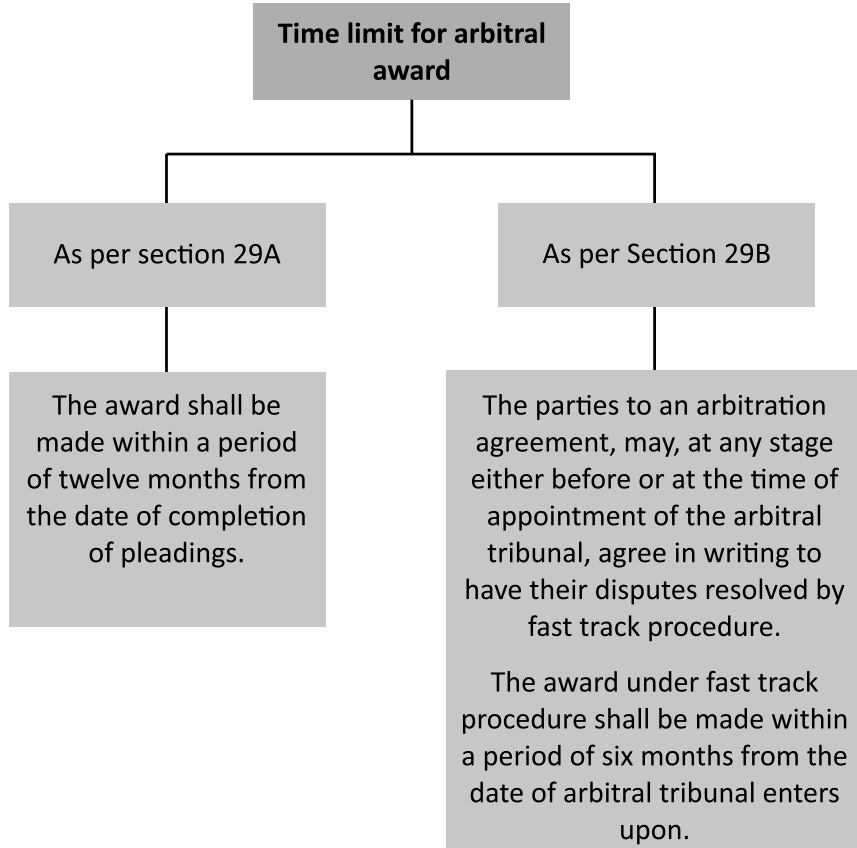 Time limit for arbitral
award
As per section 29A
As per Section 29B
The award shall be
made within a period
of twelve months from
the date of completion
of pleadings.
The parties to an arbitration
agreement, may, at any stage
either before or at the time of
appointment of the arbitral
tribunal, agree in writing to
have their disputes resolved by
fast track procedure.
The award under fast track
procedure shall be made within
a period of six months from the
date of arbitral tribunal enters
upon.